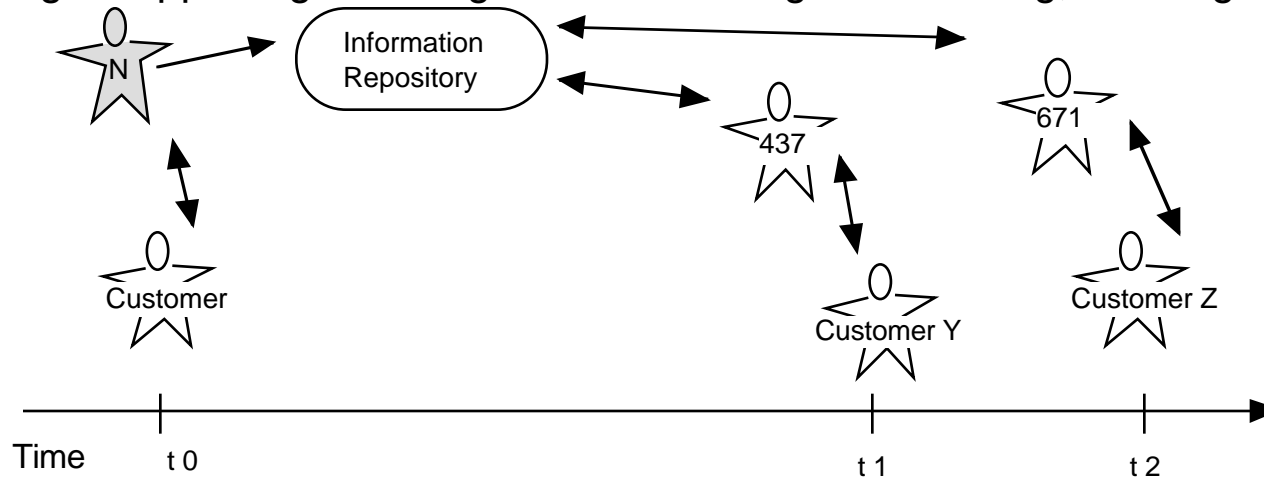 N
Information
Repository
437
671
Customer
Customer Y
Customer Z
Time
t 0
t 1
t 2